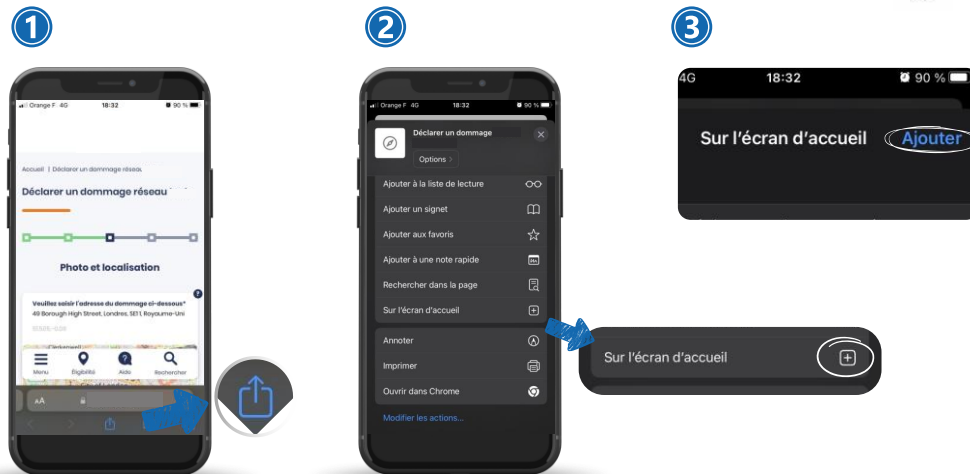 1
2
3
Orange F 4G 18:32 90 %
Accueil | Déclarer un dommage réseau
Déclarer un dommage réseau
Photo et localisation
?
Veuillez saisir l'adresse du dommage ci-dessous*
49 Borough High Street, Londres, SE1 1, Royaume-Uni
Menu Éligibilité Aide Rechercher
AA
Orange F 4G 18:32 90 %
Déclarer un dommage
Options >
Ajouter à la liste de lecture
Ajouter un signet
Ajouter aux favoris
Ajouter à une note rapide
Rechercher dans la page
Sur l'écran d'accueil
Annoter
Imprimer
Ouvrir dans Chrome
Modifier les actions...
4G 18:32 90 %
Sur l'écran d'accueil Ajouter
Sur l'écran d'accueil